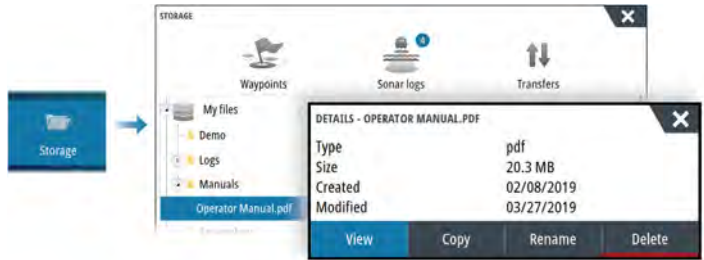 STORAGE
4
Waypoints
Sonar logs
Transfers
Storage
My files
Demo
Logs
Manuals
Operator Manual.pdf
DETAILS - OPERATOR MANUAL.PDF
Type pdf
Size 20.3 MB
Created 02/08/2019
Modified 03/27/2019
View Copy Rename Delete